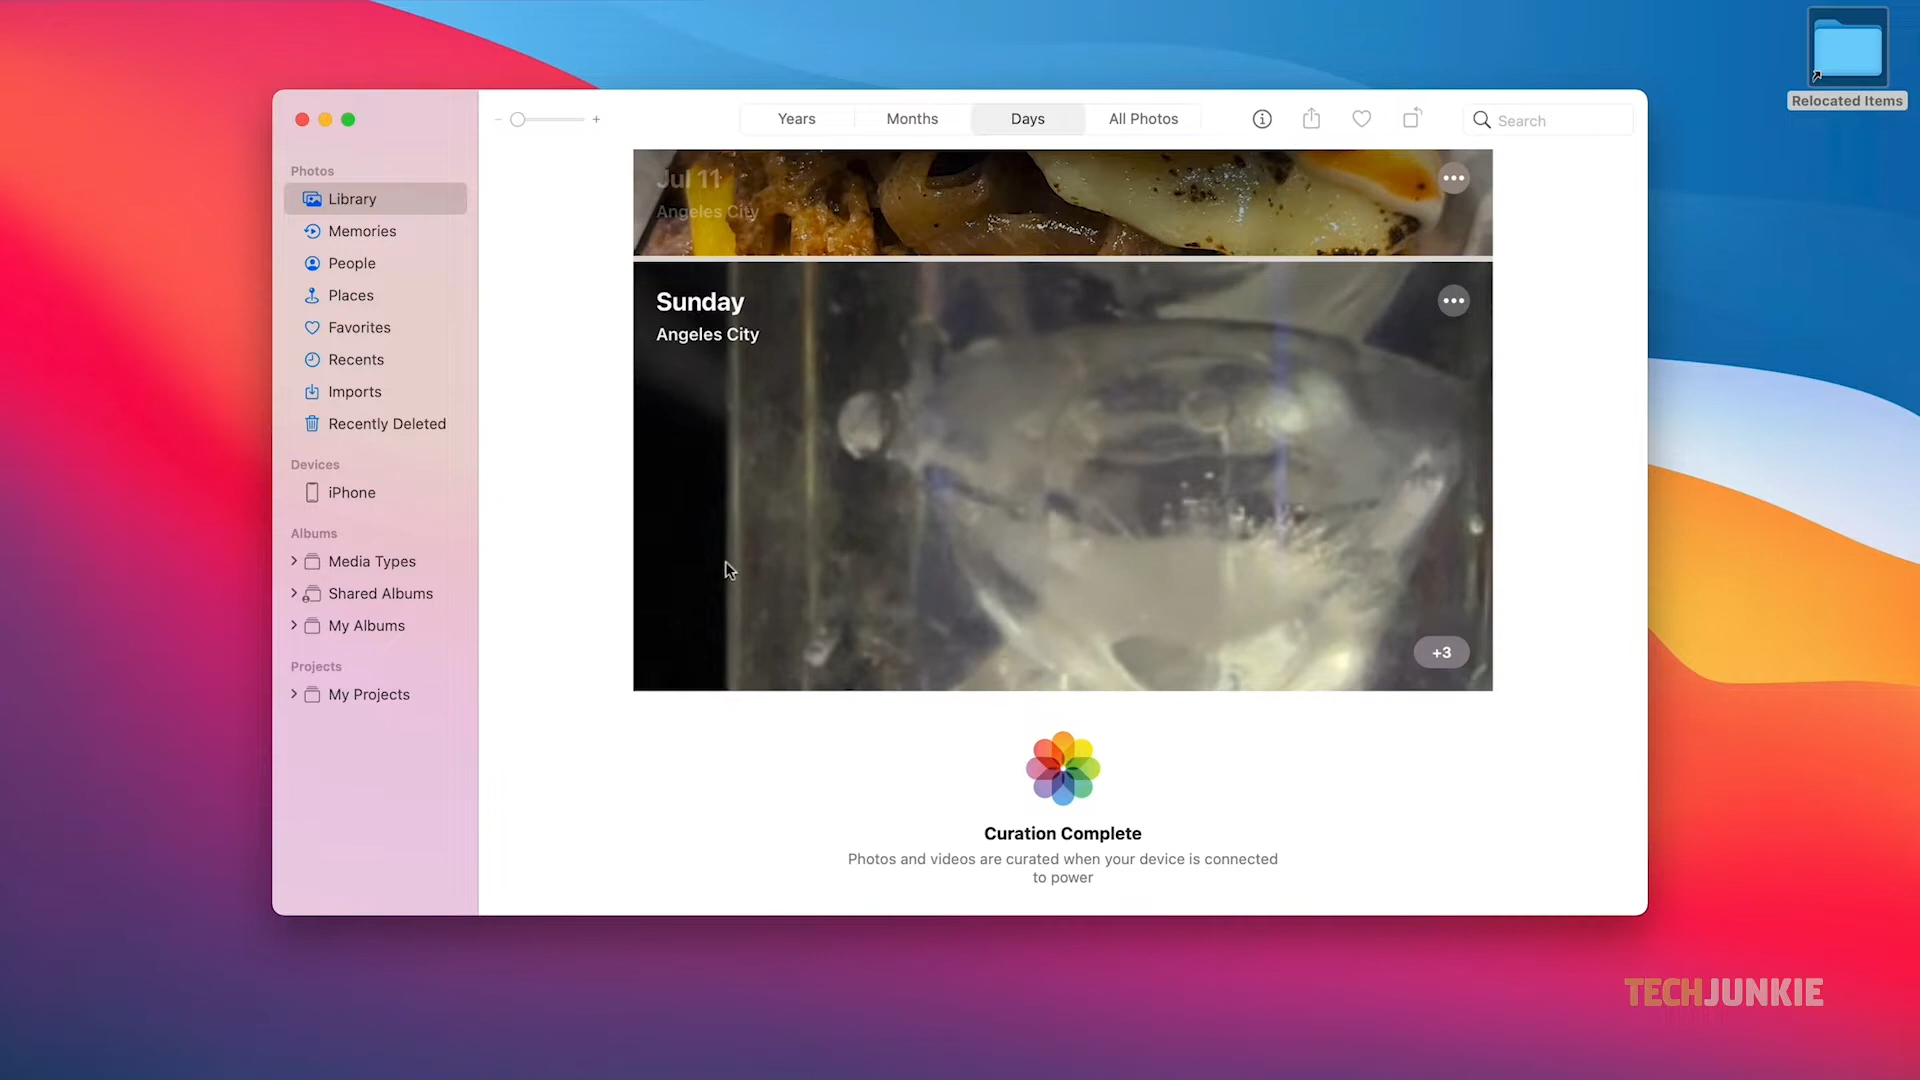 Relocated Items
Years
Months
Days
All Photos
Search
Photos
Library
Memories
People
Places
Favorites
Recents
Imports
Recently Deleted
Devices
iPhone
Albums
Media Types
Shared Albums
My Albums
Projects
My Projects
Jul 11
Angeles City
Sunday
Angeles City
+3
Curation Complete
Photos and videos are curated when your device is connected
to power
TECHJUNKIE